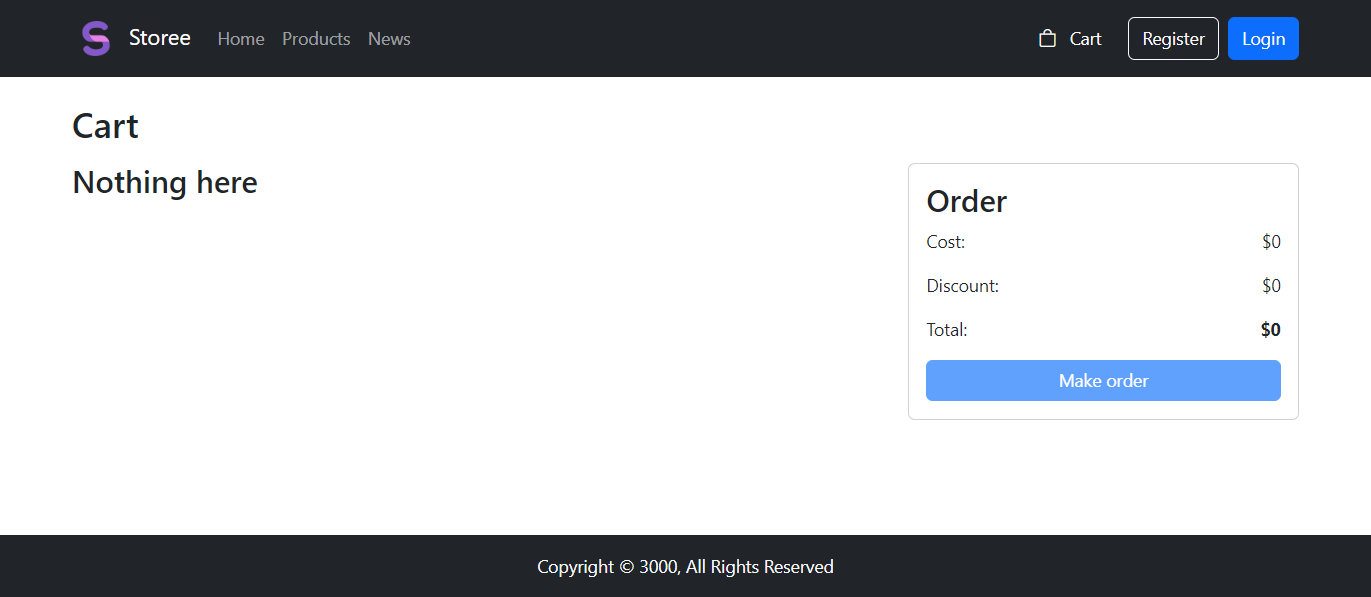 Storee Home Products News Cart Register Login
Cart
Nothing here
Order
Cost: $0
Discount: $0
Total: $0
Make order
Copyright © 3000, All Rights Reserved